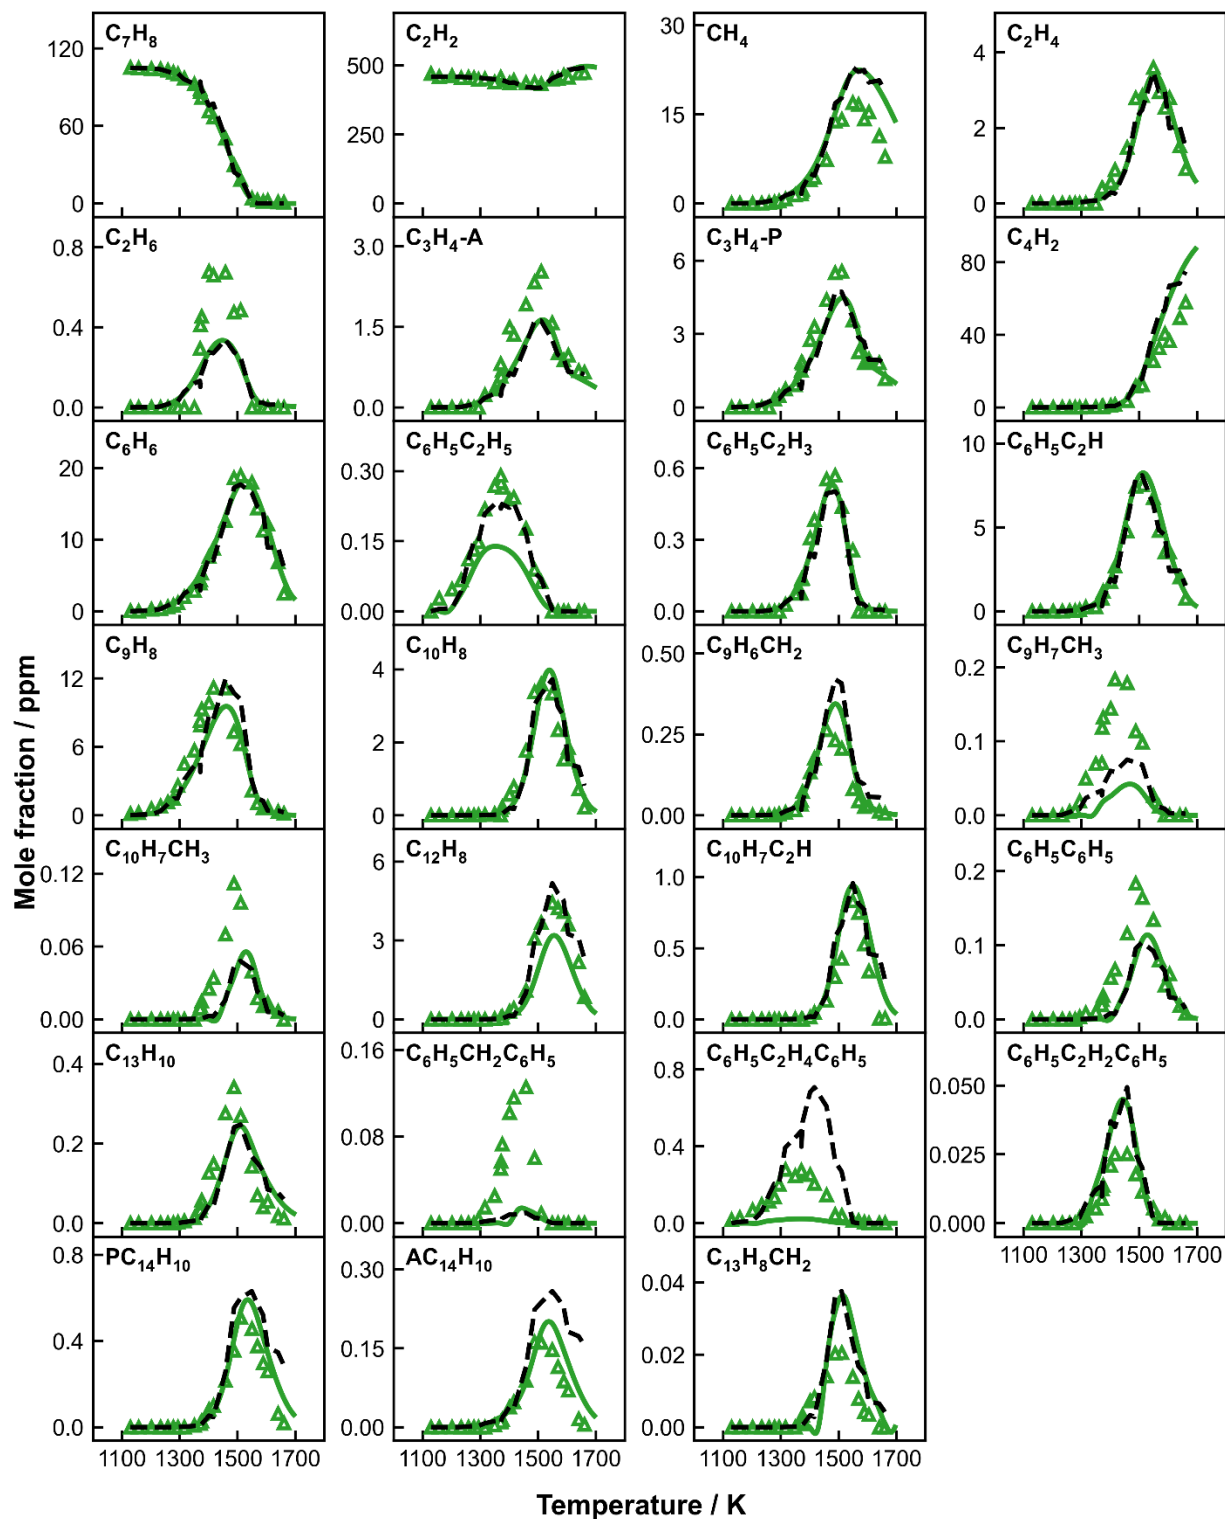 C₇H₈
C₂H₂
CH₄
C₂H₄
120
60
0
500
250
0
30
15
0
4
2
0
C₂H₆
C₃H₄-A
C₃H₄-P
C₄H₂
0.8
0.4
0.0
3.0
1.5
0.0
6
3
0
80
40
0
C₆H₆
C₆H₅C₂H₅
C₆H₅C₂H₃
C₆H₅C₂H
20
10
0
0.30
0.15
0.00
0.6
0.3
0.0
10
5
0
C₉H₈
C₁₀H₈
C₉H₆CH₂
C₉H₇CH₃
12
6
0
4
2
0
0.50
0.25
0.00
0.2
0.1
0.0
C₁₀H₇CH₃
C₁₂H₈
C₁₀H₇C₂H
C₆H₅C₆H₅
0.12
0.06
0.00
6
3
0
1.0
0.5
0.0
0.2
0.1
0.0
C₁₃H₁₀
C₆H₅CH₂C₆H₅
C₆H₅C₂H₄C₆H₅
C₆H₅C₂H₂C₆H₅
0.4
0.2
0.0
0.16
0.08
0.00
0.8
0.4
0.0
0.050
0.025
0.000
1100 1300 1500 1700
PC₁₄H₁₀
AC₁₄H₁₀
C₁₃H₈CH₂
0.8
0.4
0.0
0.30
0.15
0.00
0.04
0.02
0.00
1100 1300 1500 1700
1100 1300 1500 1700
1100 1300 1500 1700
Mole fraction / ppm
Temperature / K